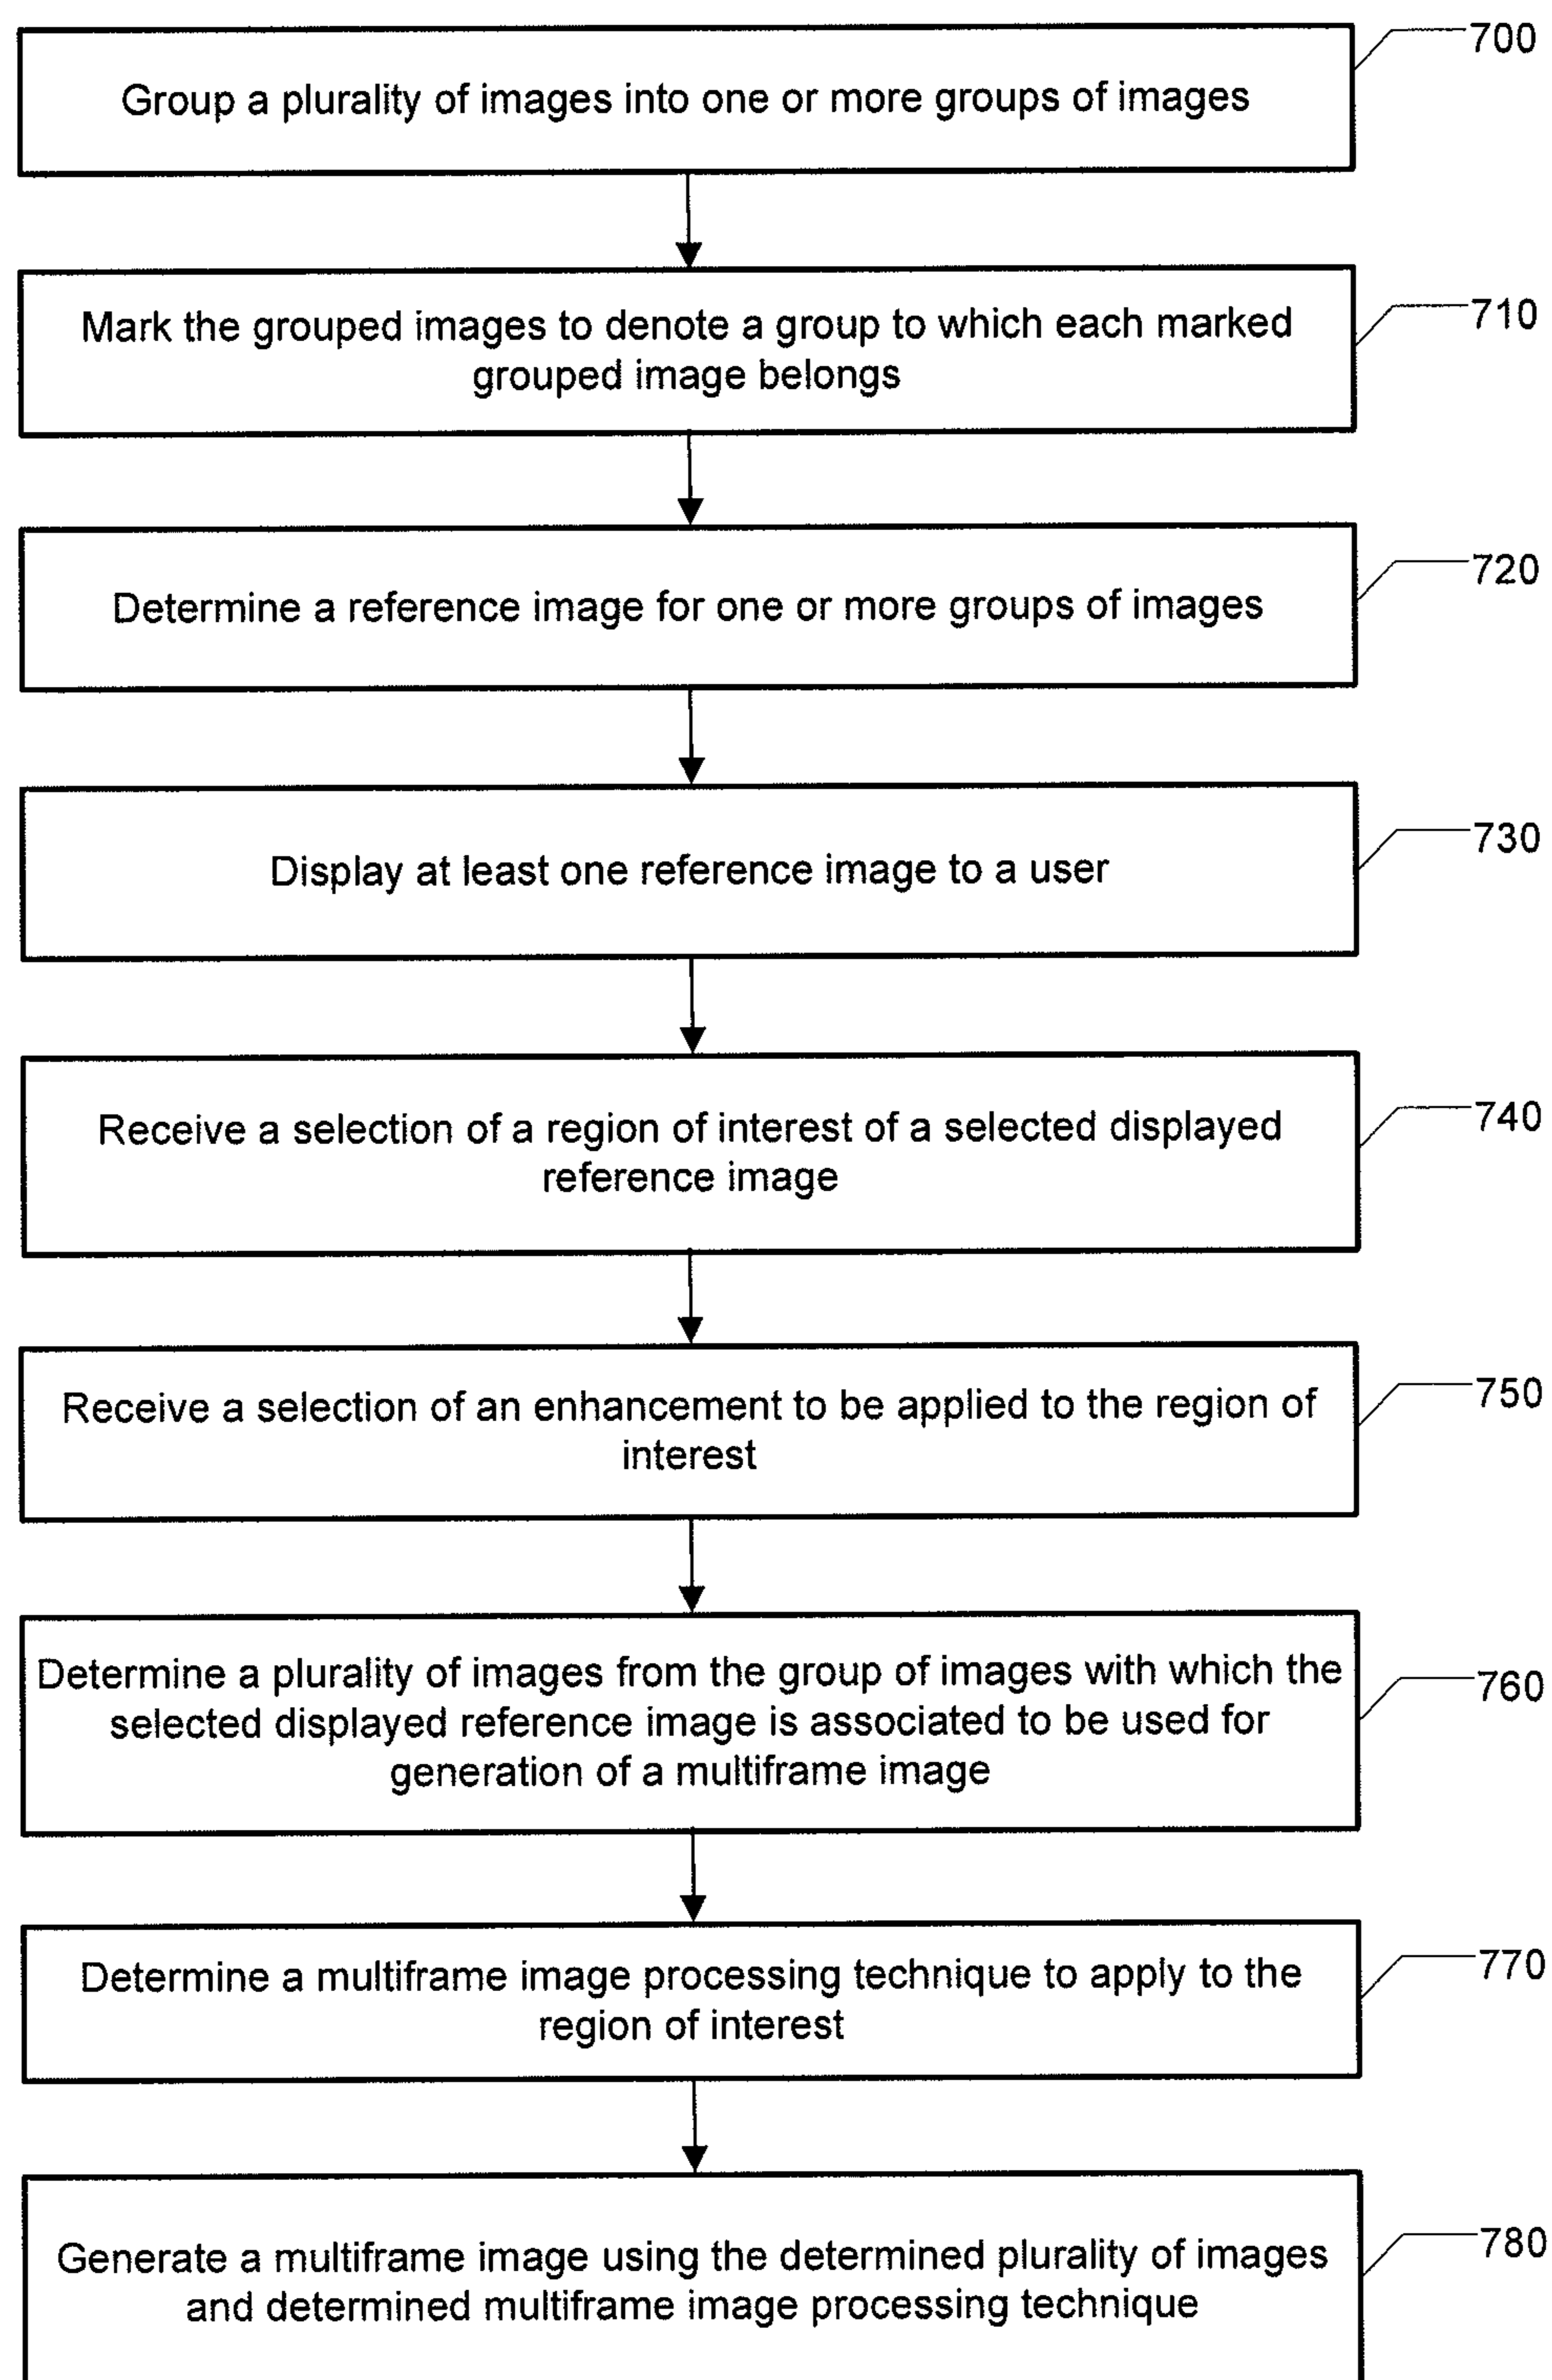 700
Group a plurality of images into one or more groups of images
710
Mark the grouped images to denote a group to which each marked
grouped image belongs
720
Determine a reference image for one or more groups of images
730
Display at least one reference image to a user
740
Receive a selection of a region of interest of a selected displayed
reference image
750
Receive a selection of an enhancement to be applied to the region of
interest
760
Determine a plurality of images from the group of images with which the
selected displayed reference image is associated to be used for
generation of a multiframe image
770
Determine a multiframe image processing technique to apply to the
region of interest
780
Generate a multiframe image using the determined plurality of images
and determined multiframe image processing technique